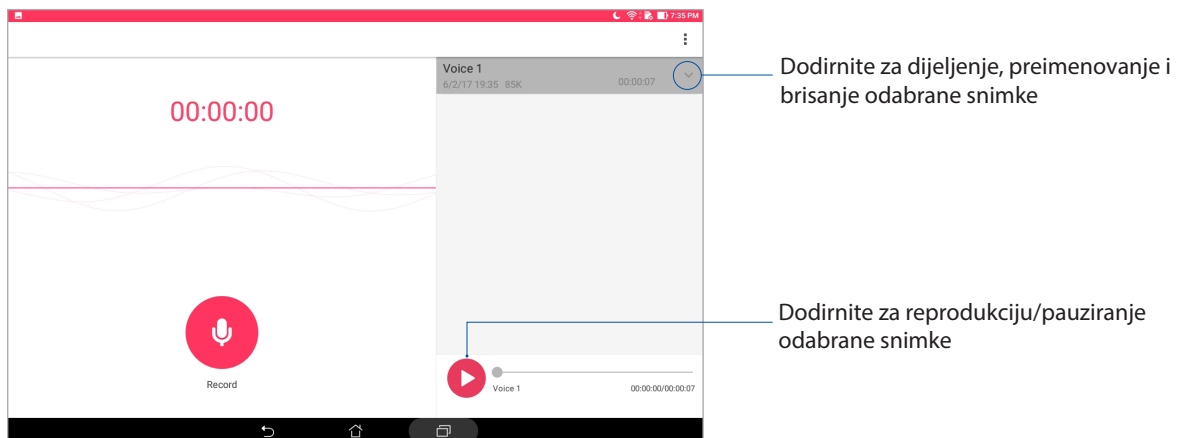 7:35 PM
Voice 1
6/2/17 19:35 85K
00:00:07
00:00:00
Record
Voice 1
00:00:00/00:00:07
Dodirnite za dijeljenje, preimenovanje i
brisanje odabrane snimke
Dodirnite za reprodukciju/pauziranje
odabrane snimke